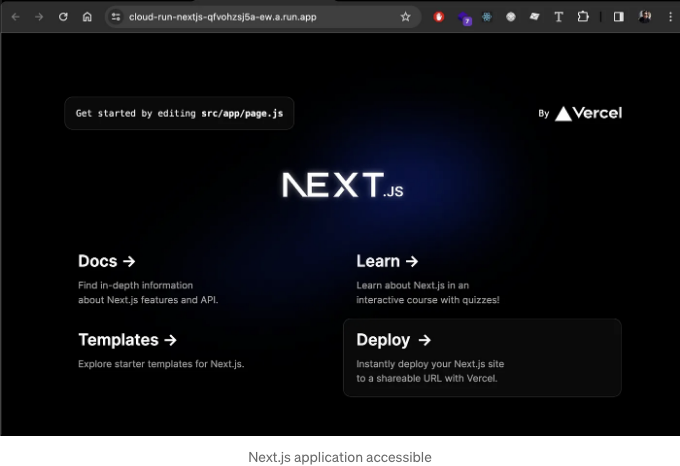 cloud-run-nextjs-qfvohzsj5a-ew.a.run.app
7
T
Get started by editing src/app/page.js
By Vercel
NEXT.JS
Docs →
Find in-depth information
about Next.js features and API.
Learn →
Learn about Next.js in an
interactive course with quizzes!
Templates →
Explore starter templates for Next.js.
Deploy →
Instantly deploy your Next.js site
to a shareable URL with Vercel.
Next.js application accessible